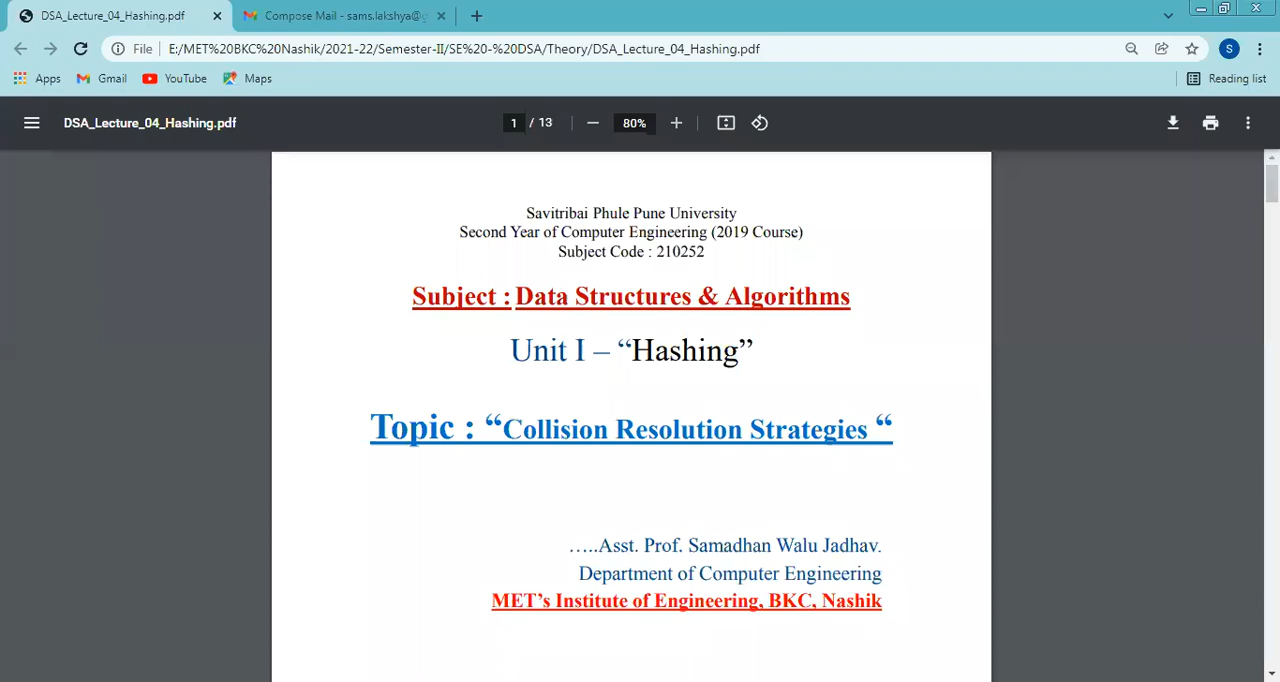 DSA_Lecture_04_Hashing.pdf
Compose Mail - sams.lakshya@g
File
E:/MET%20BKC%20Nashik/2021-22/Semester-II/SE%20-%20DSA/Theory/DSA_Lecture_04_Hashing.pdf
S
Apps
Gmail
YouTube
Maps
Reading list
DSA_Lecture_04_Hashing.pdf
1 / 13
80%
Savitribai Phule Pune University
Second Year of Computer Engineering (2019 Course)
Subject Code : 210252
Subject : Data Structures & Algorithms
Unit I – “Hashing”
Topic : “Collision Resolution Strategies “
…..Asst. Prof. Samadhan Walu Jadhav.
Department of Computer Engineering
MET’s Institute of Engineering, BKC, Nashik